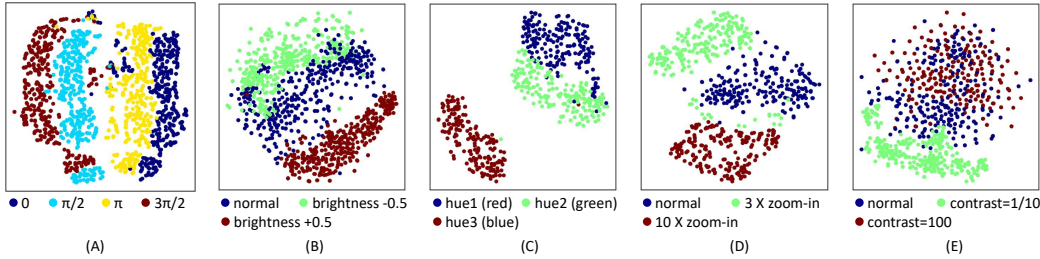 0 π/2 π 3π/2
normal brightness -0.5
brightness +0.5
hue1 (red) hue2 (green)
hue3 (blue)
normal 3 X zoom-in
10 X zoom-in
normal contrast=1/10
contrast=100
(A) (B) (C) (D) (E)